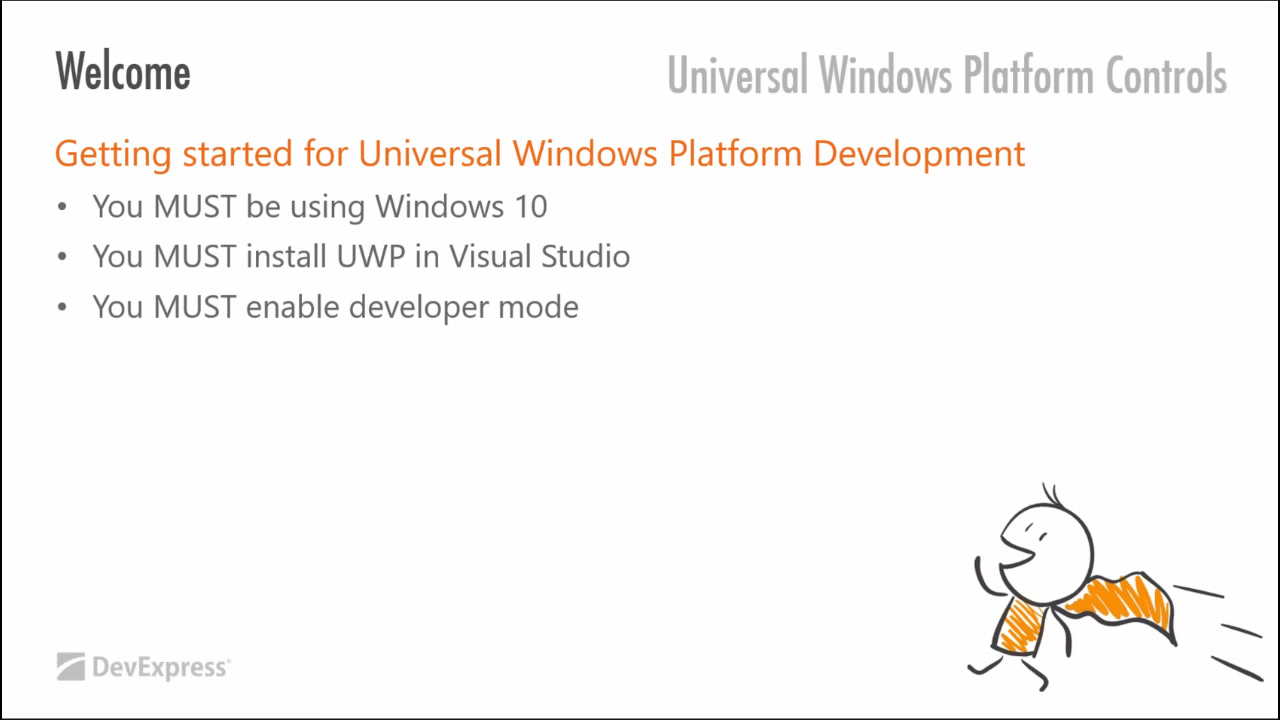 Welcome
Universal Windows Platform Controls
Getting started for Universal Windows Platform Development
• You MUST be using Windows 10
• You MUST install UWP in Visual Studio
• You MUST enable developer mode
DevExpress